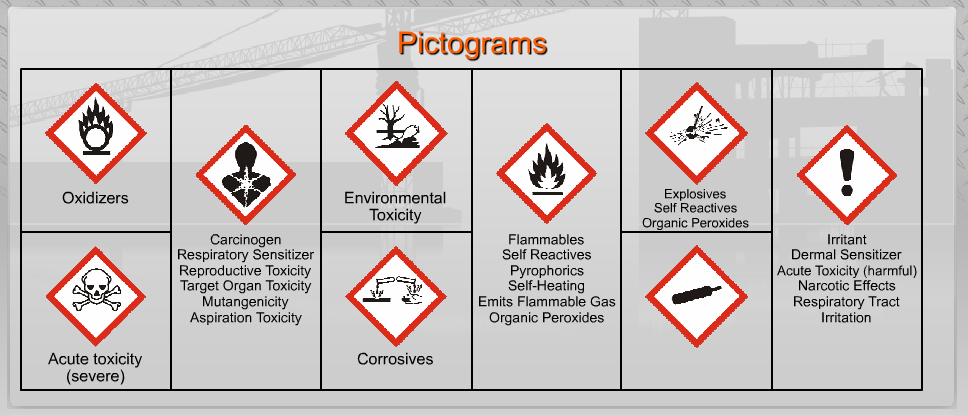 Pictograms
Oxidizers
Acute toxicity
(severe)
Carcinogen
Respiratory Sensitizer
Reproductive Toxicity
Target Organ Toxicity
Mutangenicity
Aspiration Toxicity
Environmental
Toxicity
Corrosives
Flammables
Self Reactives
Pyrophorics
Self-Heating
Emits Flammable Gas
Organic Peroxides
Explosives
Self Reactives
Organic Peroxides
Irritant
Dermal Sensitizer
Acute Toxicity (harmful)
Narcotic Effects
Respiratory Tract
Irritation